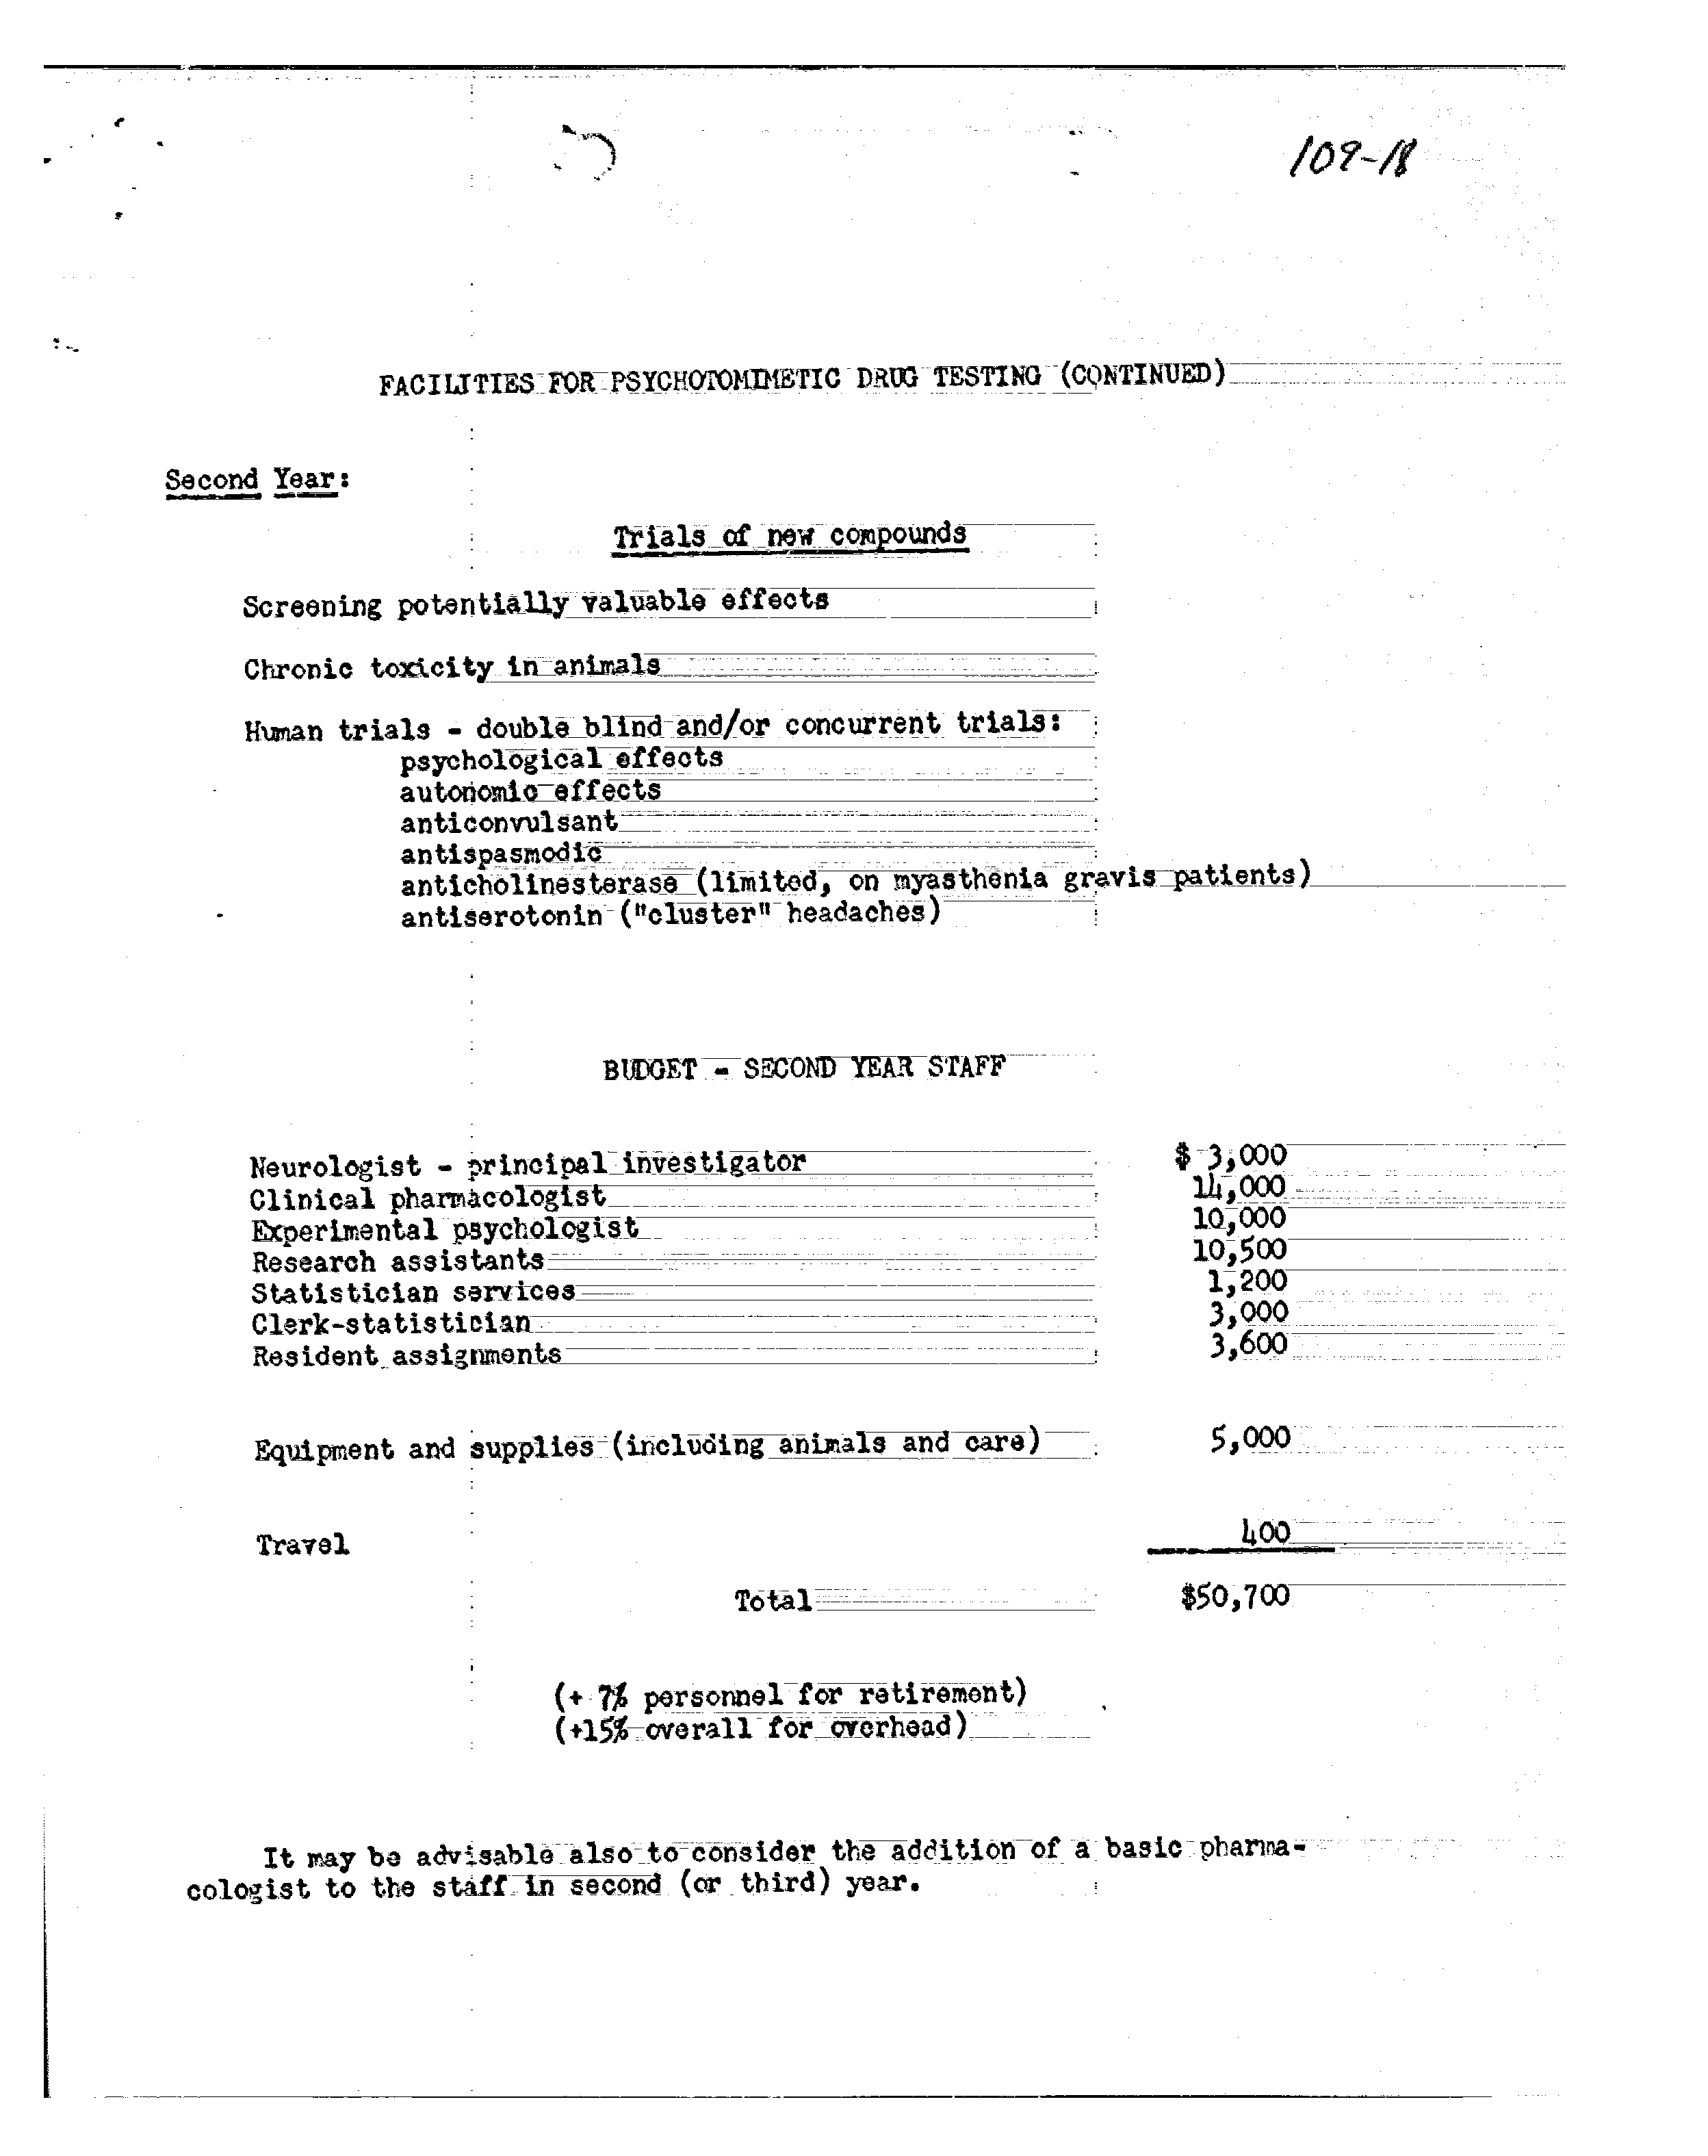 109-18
FACILITIES FOR PSYCHOTOMIMETIC DRUG TESTING (CONTINUED)
Second Year:
Trials of new compounds
Screening potentially valuable effects
Chronic toxicity in animals
Human trials - double blind and/or concurrent trials:
psychological effects
autonomic effects
anticonvulsant
antispasmodic
anticholinesterase (limited, on myasthenia gravis patients)
antiserotonin ("cluster" headaches)
BUDGET - SECOND YEAR STAFF
Neurologist - principal investigator $ 3,000
Clinical pharmacologist 14,000
Experimental psychologist 10,000
Research assistants 10,500
Statistician services 1,200
Clerk-statistician 3,000
Resident assignments 3,600
Equipment and supplies (including animals and care) 5,000
Travel 400
Total $50,700
(+ 7% personnel for retirement)
(+15% overall for overhead)
It may be advisable also to consider the addition of a basic pharma-
cologist to the staff in second (or third) year.